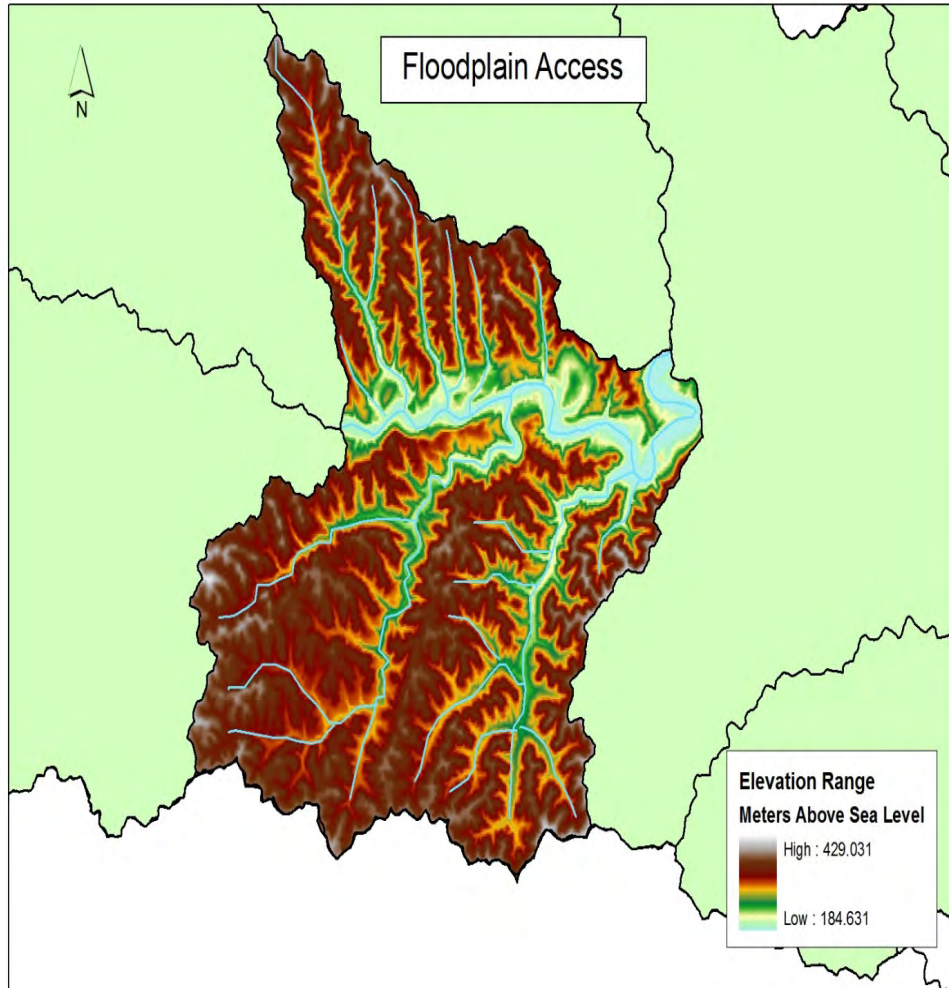 Floodplain Access
N
Elevation Range
Meters Above Sea Level
High : 429.031
Low : 184.631